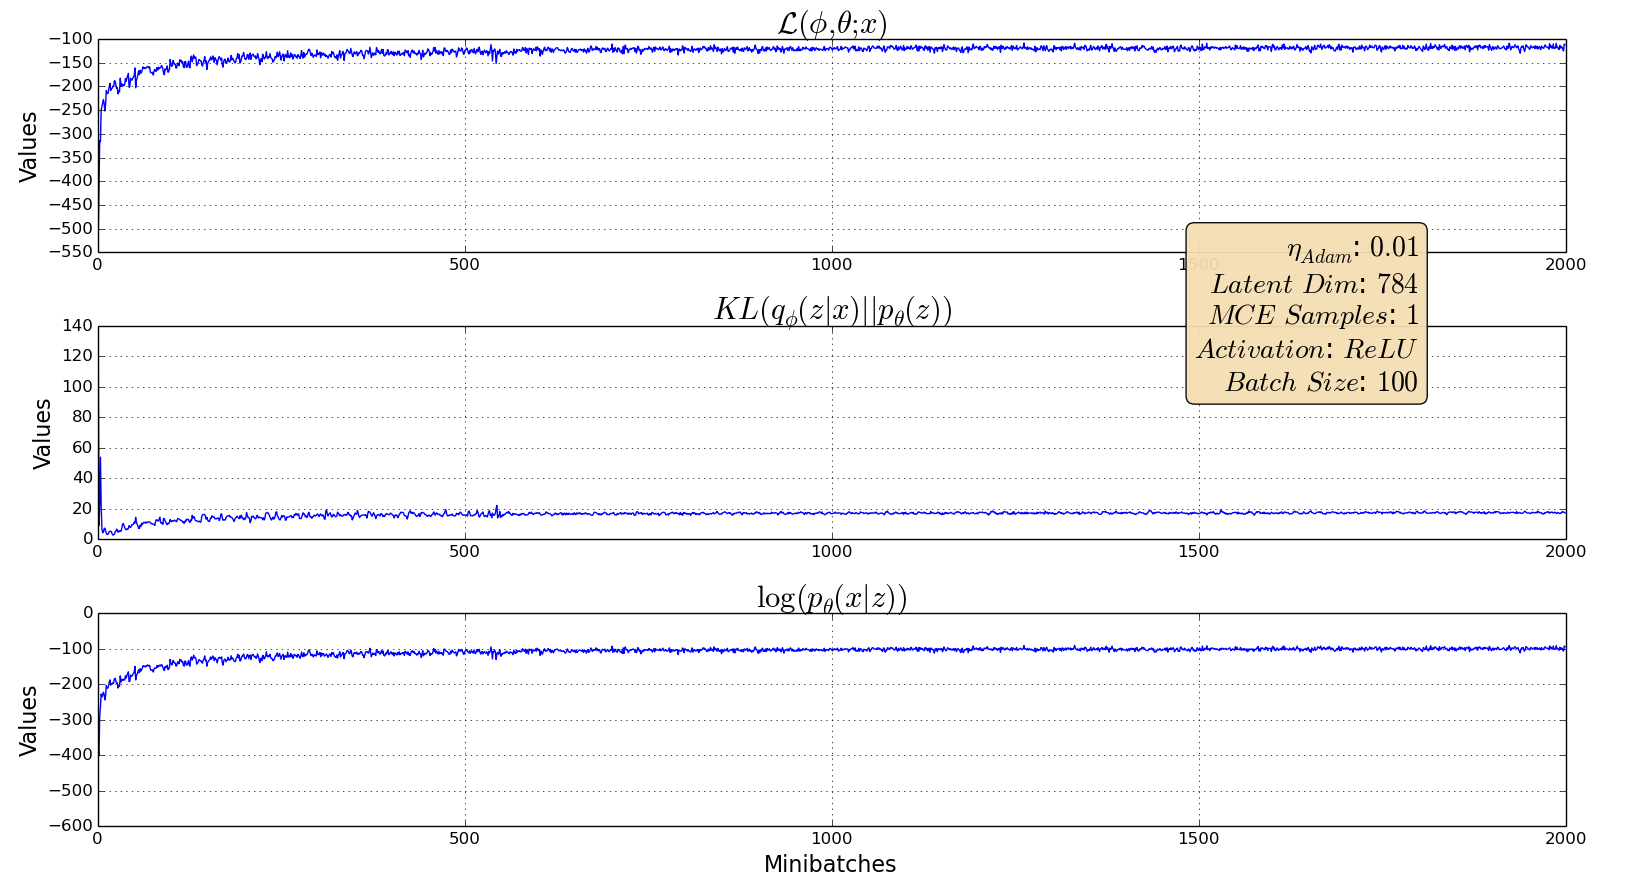 ℒ(ϕ,θ;x)
−100
−150
−200
−250
−300
−350
−400
−450
−500
−550
Values
0 500 1000 1500 2000
η_Adam: 0.01
Latent Dim: 784
MCE Samples: 1
Activation: ReLU
Batch Size: 100
KL(q_ϕ(z|x)||p_θ(z))
140
120
100
80
60
40
20
0
Values
0 500 1000 1500 2000
log(p_θ(x|z))
0
−100
−200
−300
−400
−500
−600
Values
0 500 1000 1500 2000
Minibatches